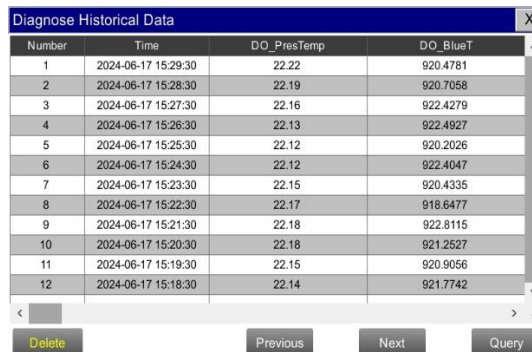 Diagnose Historical Data X
Number Time DO_PresTemp DO_BlueT
1 2024-06-17 15:29:30 22.22 920.4781
2 2024-06-17 15:28:30 22.19 920.7058
3 2024-06-17 15:27:30 22.16 922.4279
4 2024-06-17 15:26:30 22.13 922.4927
5 2024-06-17 15:25:30 22.12 920.2026
6 2024-06-17 15:24:30 22.12 922.4047
7 2024-06-17 15:23:30 22.15 920.4335
8 2024-06-17 15:22:30 22.17 918.6477
9 2024-06-17 15:21:30 22.18 922.8115
10 2024-06-17 15:20:30 22.18 921.2527
11 2024-06-17 15:19:30 22.15 920.9056
12 2024-06-17 15:18:30 22.14 921.7742
Delete Previous Next Query